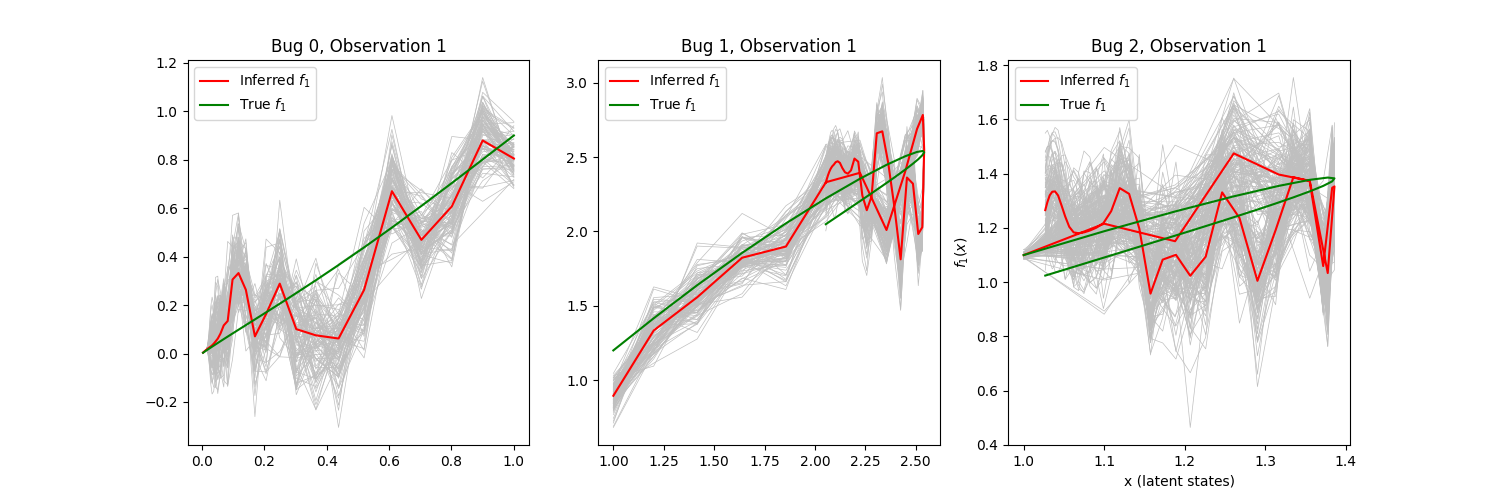 Bug 0, Observation 1
Inferred f₁
True f₁
1.2
1.0
0.8
0.6
0.4
0.2
0.0
−0.2
0.0 0.2 0.4 0.6 0.8 1.0
Bug 1, Observation 1
Inferred f₁
True f₁
3.0
2.5
2.0
1.5
1.0
1.00 1.25 1.50 1.75 2.00 2.25 2.50
Bug 2, Observation 1
Inferred f₁
True f₁
f₁(x)
1.8
1.6
1.4
1.2
1.0
0.8
0.6
0.4
1.0 1.1 1.2 1.3 1.4
x (latent states)